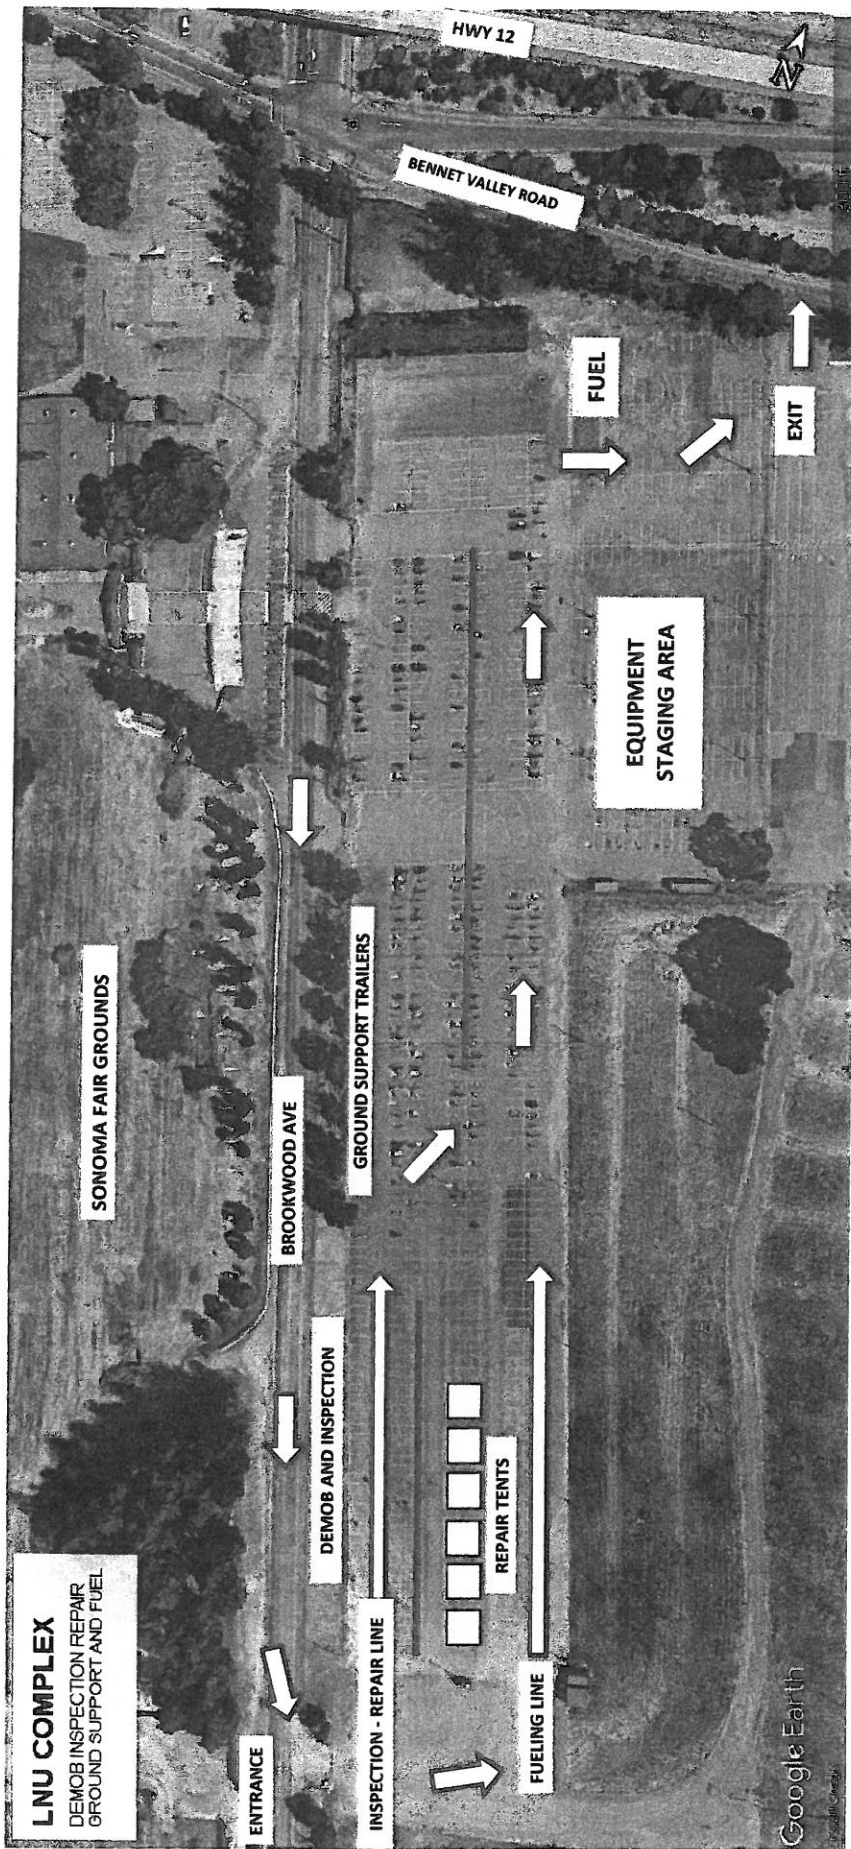 LNU COMPLEX
DEMOB INSPECTION REPAIR
GROUND SUPPORT AND FUEL
SONOMA FAIR GROUNDS
HWY 12
N
BENNET VALLEY ROAD
BROOKWOOD AVE
ENTRANCE
DEMOB AND INSPECTION
GROUND SUPPORT TRAILERS
INSPECTION - REPAIR LINE
REPAIR TENTS
FUELING LINE
FUEL
EQUIPMENT
STAGING AREA
EXIT
Google Earth